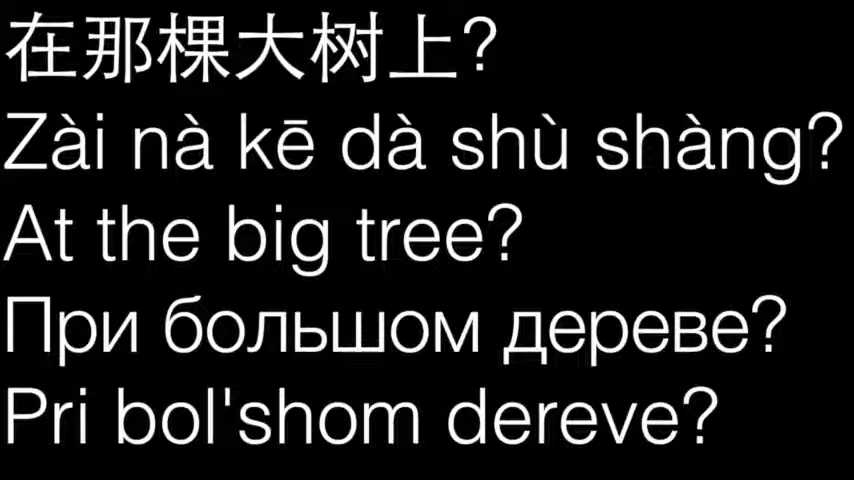 在那棵大树上?
Zài nà kē dà shù shàng?
At the big tree?
При большом дереве?
Pri bol'shom dereve?